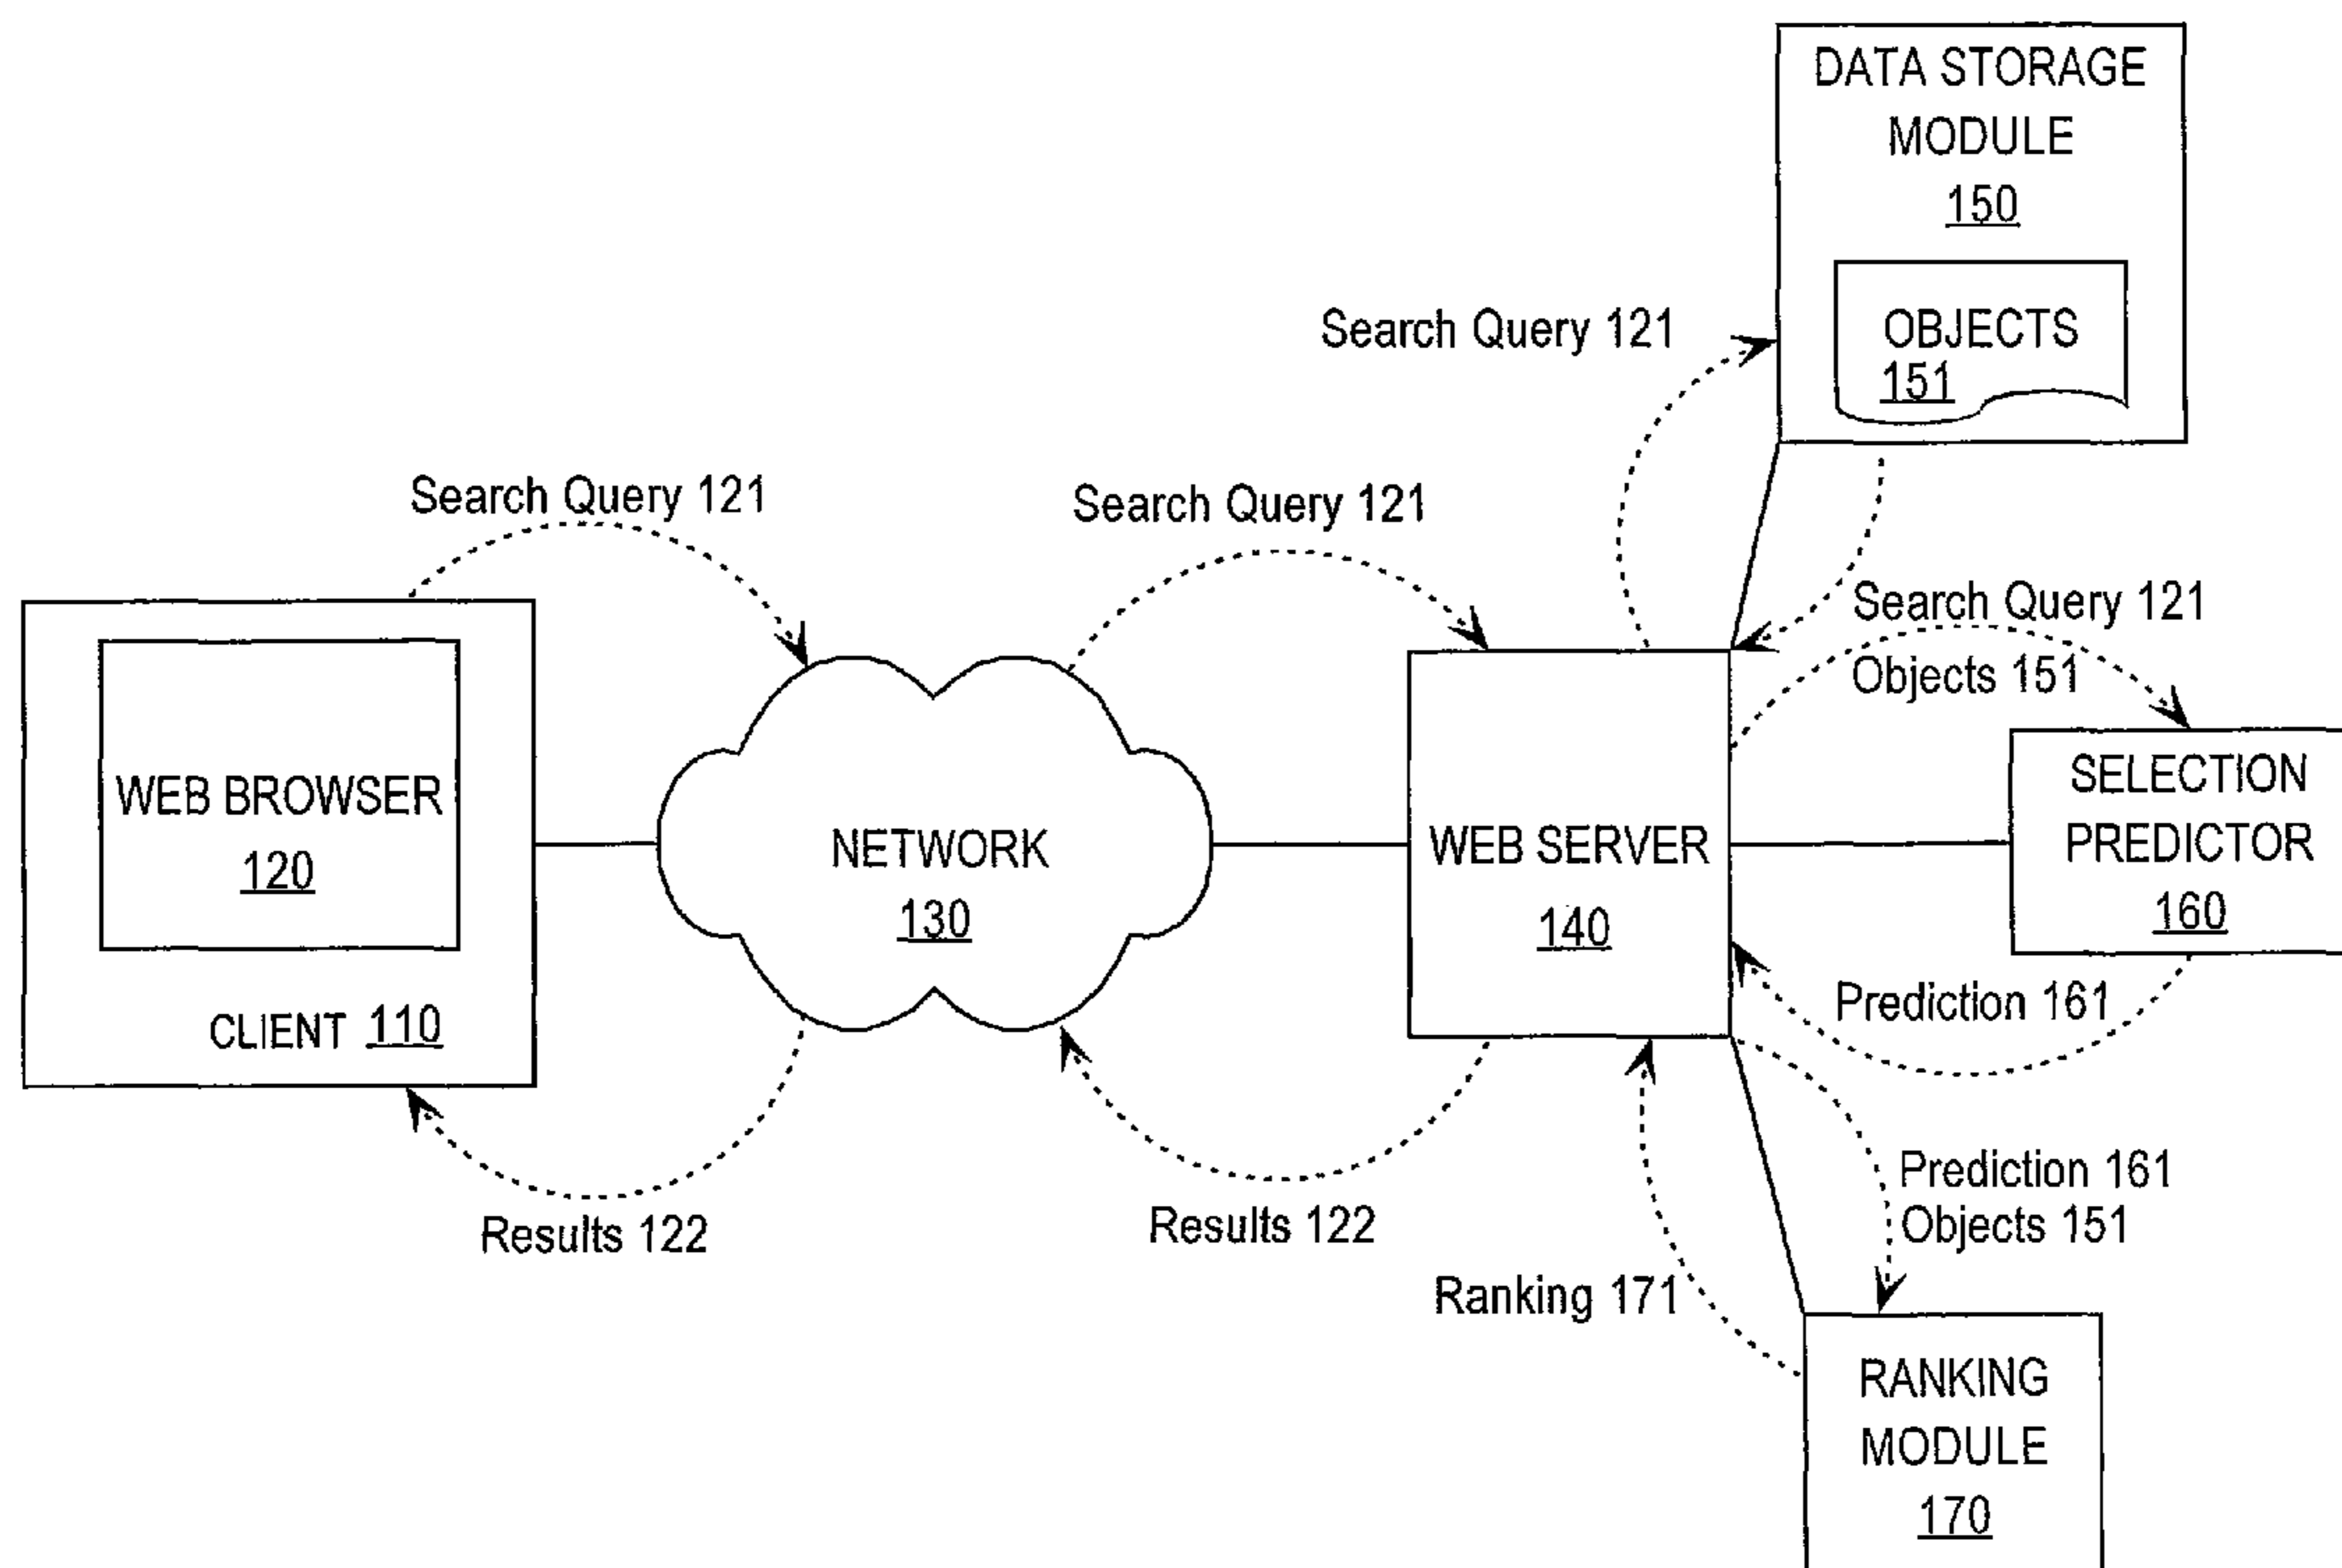 DATA STORAGE
MODULE
150
OBJECTS
151
Search Query 121
Search Query 121
Search Query 121
Search Query 121
Objects 151
WEB BROWSER
120
CLIENT 110
NETWORK
130
WEB SERVER
140
SELECTION
PREDICTOR
160
Prediction 161
Results 122
Results 122
Ranking 171
Prediction 161
Objects 151
RANKING
MODULE
170